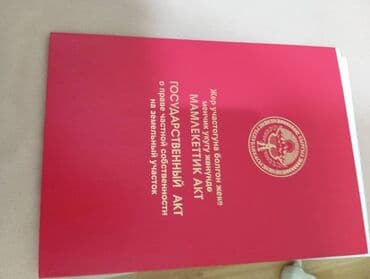 Жер участогуна болгон жеке
менчик укугу жөнүндө
МАМЛЕКЕТТИК АКТ
ГОСУДАРСТВЕННЫЙ АКТ
о праве частной собственности
на земельный участок